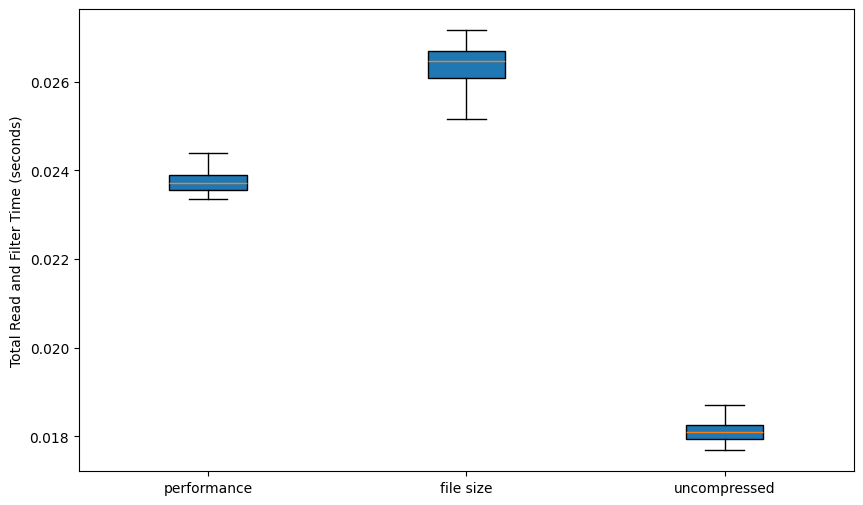 Total Read and Filter Time (seconds)
0.026
0.024
0.022
0.020
0.018
performance
file size
uncompressed